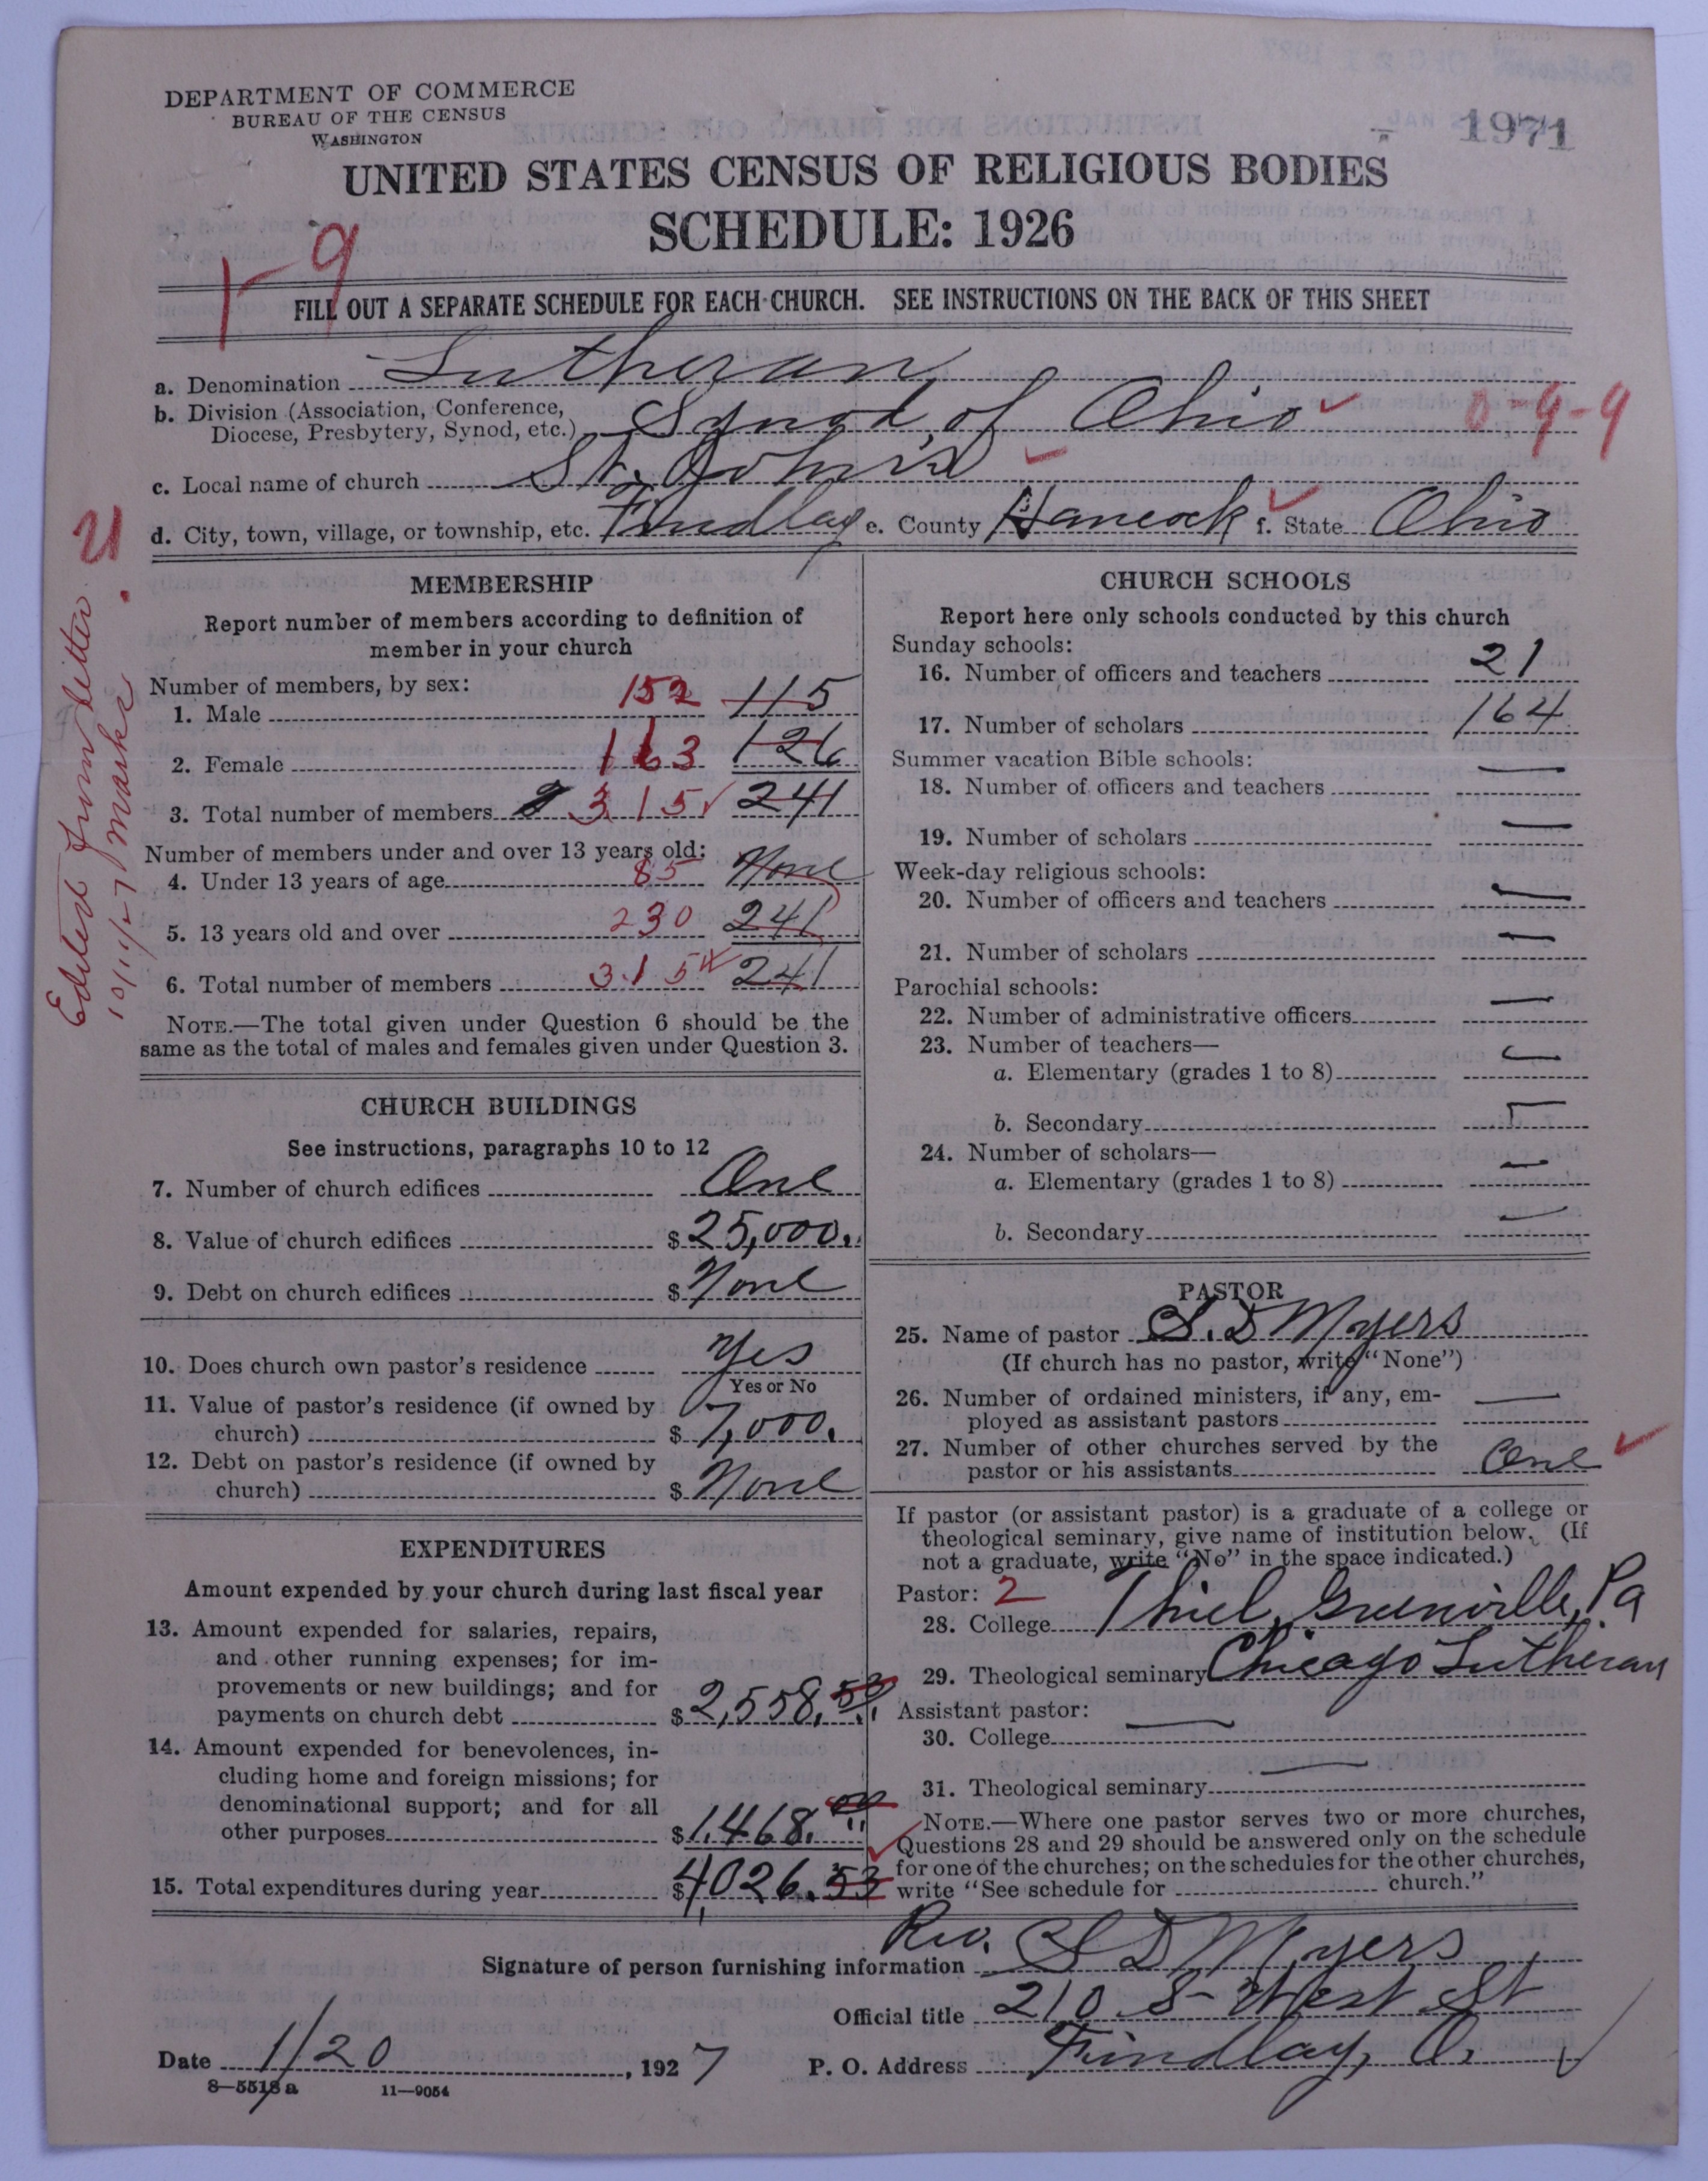 DEPARTMENT OF COMMERCE
BUREAU OF THE CENSUS
WASHINGTON
1971
UNITED STATES CENSUS OF RELIGIOUS BODIES
SCHEDULE: 1926
1-9
FILL OUT A SEPARATE SCHEDULE FOR EACH CHURCH. SEE INSTRUCTIONS ON THE BACK OF THIS SHEET
a. Denomination Lutheran
b. Division (Association, Conference, Diocese, Presbytery, Synod, etc.) Synod of Ohio 0-9-9
c. Local name of church St. John's
d. City, town, village, or township, etc. Findlay e. County Hancock f. State Ohio
Edited from letter
10/11/27 Marks
MEMBERSHIP
Report number of members according to definition of
member in your church
Number of members, by sex:
1. Male 152 115
2. Female 163 126
3. Total number of members 315 241
Number of members under and over 13 years old:
4. Under 13 years of age 85 None
5. 13 years old and over 230 241
6. Total number of members 315 241
NOTE.—The total given under Question 6 should be the
same as the total of males and females given under Question 3.
CHURCH BUILDINGS
See instructions, paragraphs 10 to 12
7. Number of church edifices One
8. Value of church edifices $ 25,000.
9. Debt on church edifices $ None
10. Does church own pastor's residence Yes
Yes or No
11. Value of pastor's residence (if owned by
church) $ 7,000.
12. Debt on pastor's residence (if owned by
church) $ None
EXPENDITURES
Amount expended by your church during last fiscal year
13. Amount expended for salaries, repairs,
and other running expenses; for im-
provements or new buildings; and for
payments on church debt $ 2,558.53
14. Amount expended for benevolences, in-
cluding home and foreign missions; for
denominational support; and for all
other purposes $ 1,468.00
15. Total expenditures during year $ 4,026.53
CHURCH SCHOOLS
Report here only schools conducted by this church
Sunday schools:
16. Number of officers and teachers 21
17. Number of scholars 164
Summer vacation Bible schools:
18. Number of officers and teachers —
19. Number of scholars —
Week-day religious schools:
20. Number of officers and teachers —
21. Number of scholars —
Parochial schools:
22. Number of administrative officers —
23. Number of teachers—
a. Elementary (grades 1 to 8) —
b. Secondary —
24. Number of scholars—
a. Elementary (grades 1 to 8) —
b. Secondary —
PASTOR
25. Name of pastor S. D Myers
(If church has no pastor, write "None")
26. Number of ordained ministers, if any, em-
ployed as assistant pastors —
27. Number of other churches served by the
pastor or his assistants One
If pastor (or assistant pastor) is a graduate of a college or
theological seminary, give name of institution below. (If
not a graduate, write "No" in the space indicated.)
Pastor: 2
28. College Thiel, Greenville, Pa
29. Theological seminary Chicago Lutheran
Assistant pastor:
30. College —
31. Theological seminary —
NOTE.—Where one pastor serves two or more churches,
Questions 28 and 29 should be answered only on the schedule
for one of the churches; on the schedules for the other churches,
write "See schedule for church."
Signature of person furnishing information Rev. S D Myers
Official title 210 S- West St
Date 1/20, 1927 P. O. Address Findlay, O.
8—5518 a 11—9054